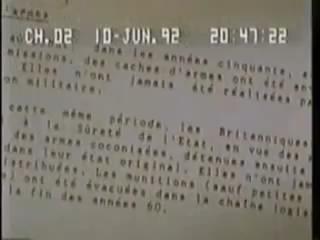 l'armes
dans les années cinquante,
CH.02 10-JUN.92 20:47:22
missions, des caches d'armes ont été
Elles n'ont jamais été réalisées
on militaire.
cette même période, les Britanniques
à la Sûreté de l'Etat, en vue des
des armes coconisées, détenues ensuite
dans leur état original. Elles n'ont
istribuées. Les munitions (sauf petites
ont été évacuées dans la chaîne
la fin des années 60.